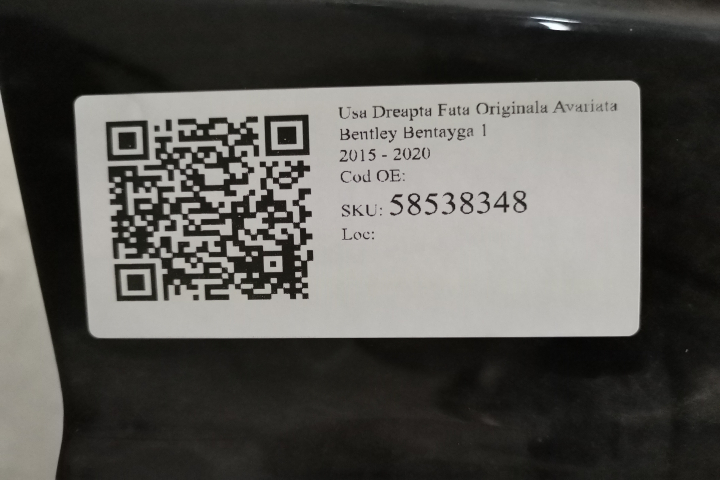 Usa Dreapta Fata Originala Avariata
Bentley Bentayga 1
2015 - 2020
Cod OE:
SKU: 58538348
Loc: